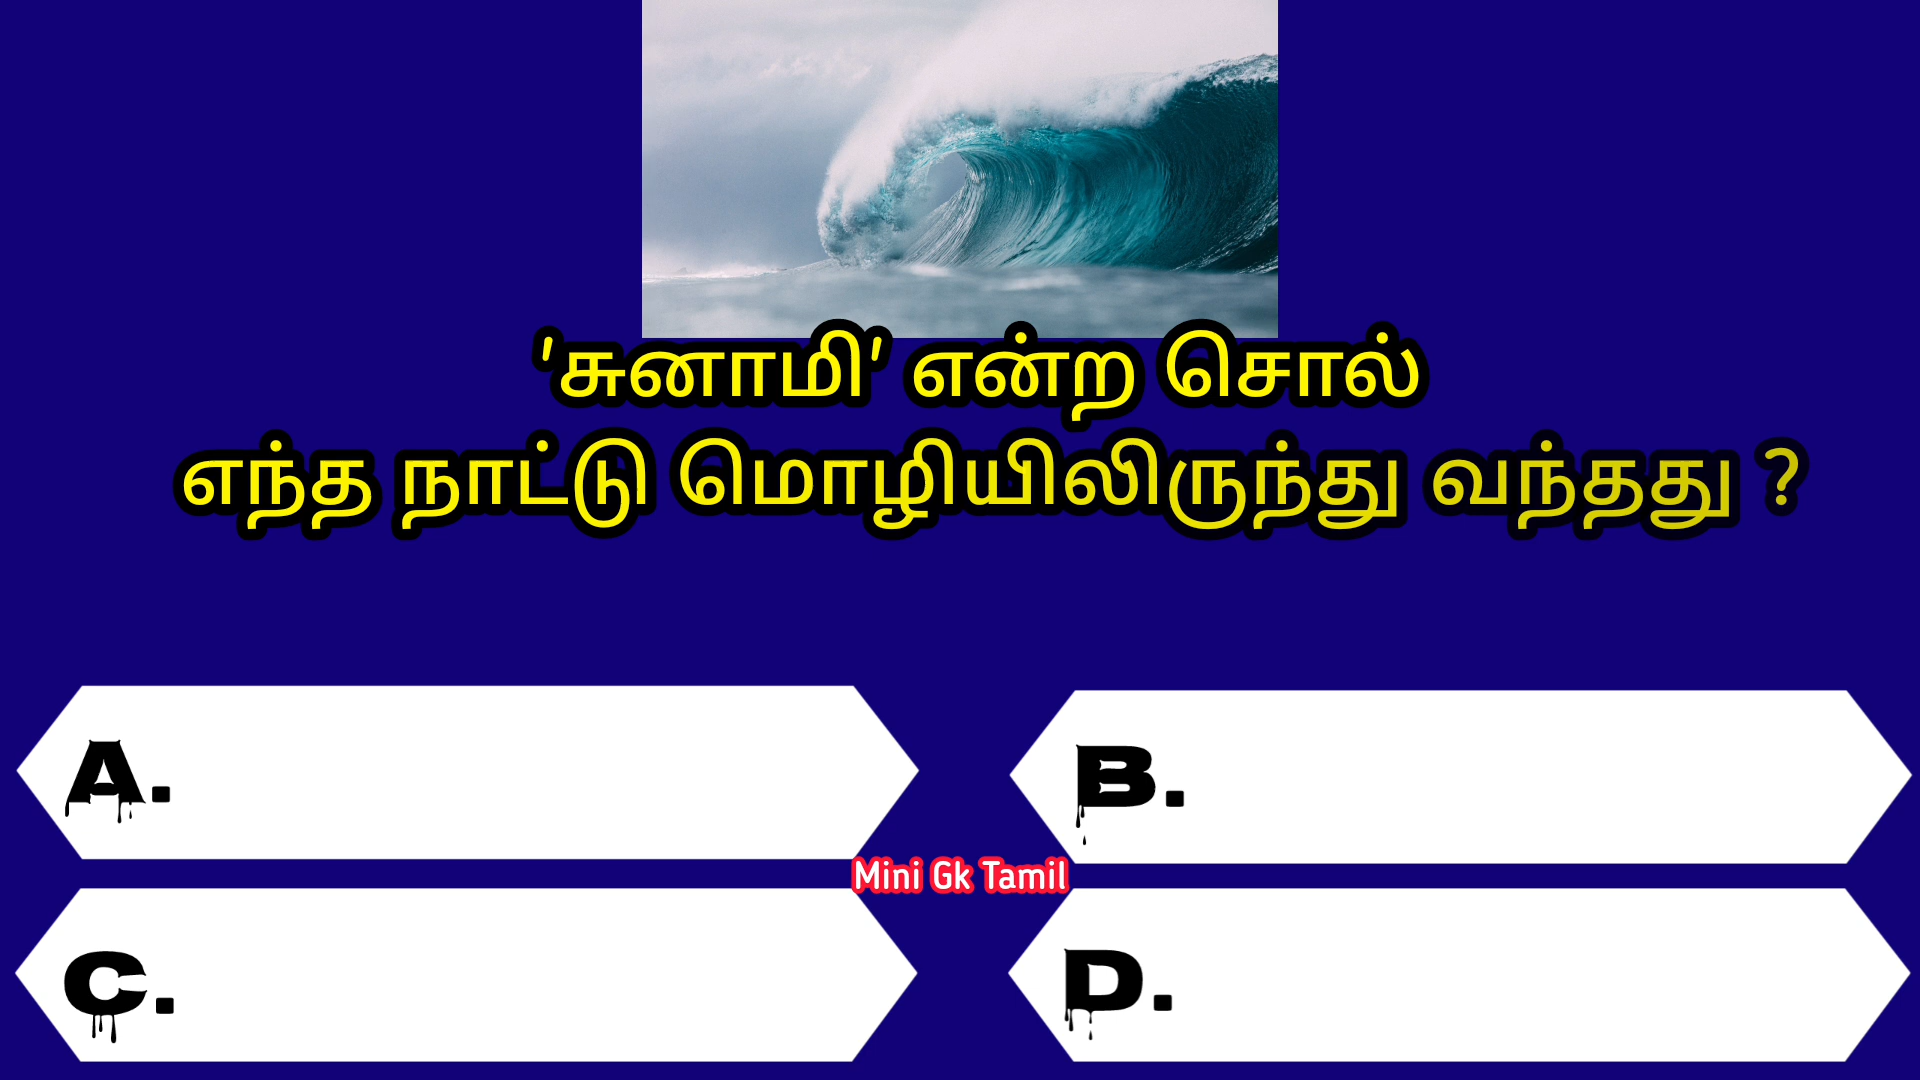 'சுனாமி' என்ற சொல்
எந்த நாட்டு மொழியிலிருந்து வந்தது ?
A.
B.
Mini Gk Tamil
C.
D.